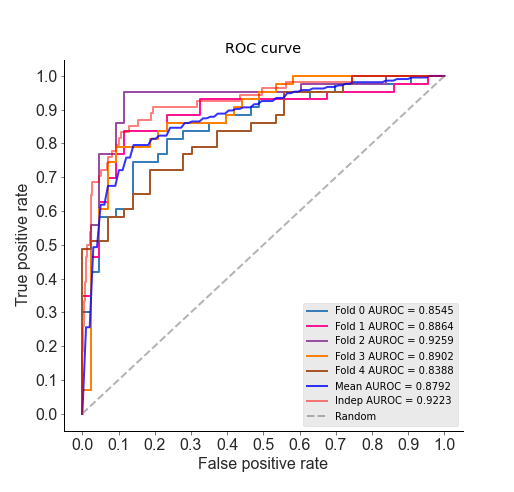 ROC curve
True positive rate
1.0
0.9
0.8
0.7
0.6
0.5
0.4
0.3
0.2
0.1
0.0
Fold 0 AUROC = 0.8545
Fold 1 AUROC = 0.8864
Fold 2 AUROC = 0.9259
Fold 3 AUROC = 0.8902
Fold 4 AUROC = 0.8388
Mean AUROC = 0.8792
Indep AUROC = 0.9223
Random
0.0 0.1 0.2 0.3 0.4 0.5 0.6 0.7 0.8 0.9 1.0
False positive rate